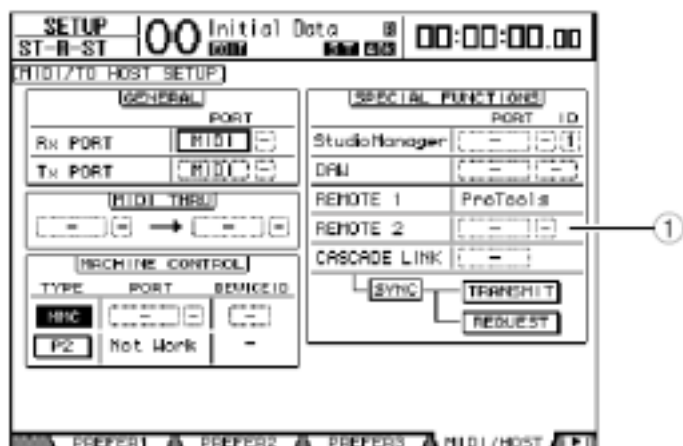 SETUP
ST-A-ST
00 Initial Data
EDIT
00:00:00.00
MIDI/TO HOST SETUP
GENERAL
PORT
Rx PORT MIDI -
Tx PORT MIDI -
MIDI THRU
- - → - -
MACHINE CONTROL
TYPE PORT DEVICE ID
MMC - - -
P2 Not Work -
SPECIAL FUNCTIONS
PORT ID
StudioManager - - 1
DAW - -
REMOTE 1 ProTools
REMOTE 2 - -
CASCADE LINK -
SYNC TRANSMIT
REQUEST
1
PREFER1 PREFER2 PREFER3 MIDI/HOST